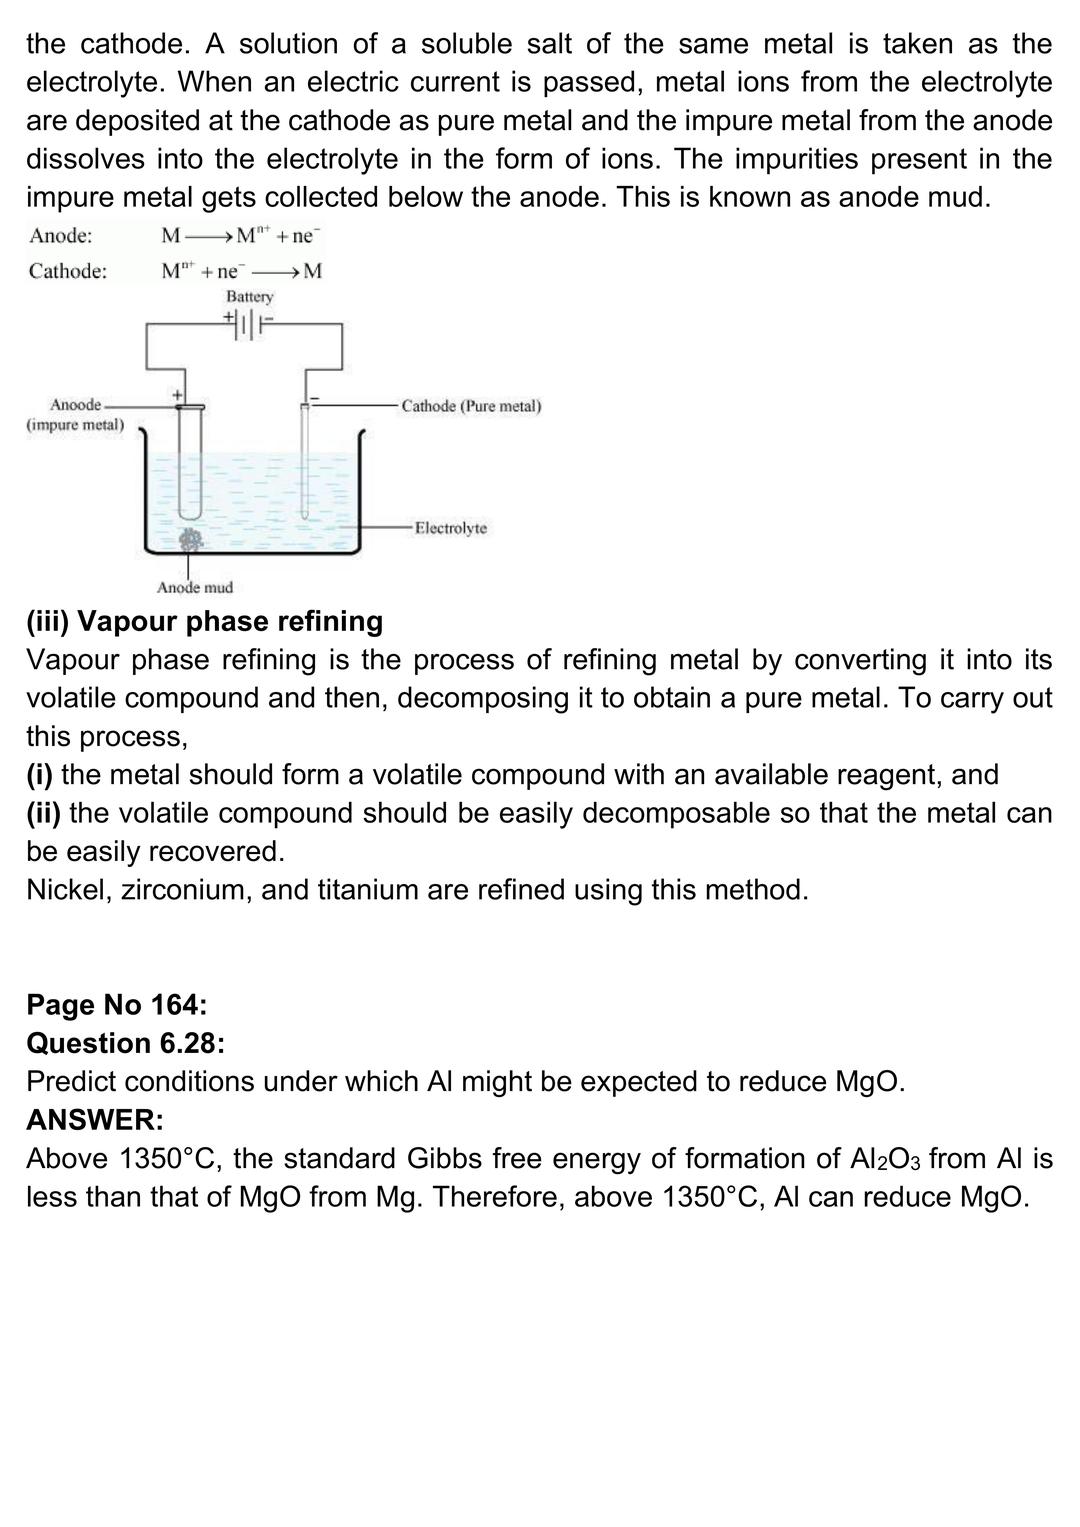 the cathode. A solution of a soluble salt of the same metal is taken as the
electrolyte. When an electric current is passed, metal ions from the electrolyte
are deposited at the cathode as pure metal and the impure metal from the anode
dissolves into the electrolyte in the form of ions. The impurities present in the
impure metal gets collected below the anode. This is known as anode mud.
Anode: M ⟶ Mⁿ⁺ + ne⁻
Cathode: Mⁿ⁺ + ne⁻ ⟶ M
Battery
+ −
+ −
Anoode
(impure metal)
Cathode (Pure metal)
Electrolyte
Anode mud
(iii) Vapour phase refining
Vapour phase refining is the process of refining metal by converting it into its
volatile compound and then, decomposing it to obtain a pure metal. To carry out
this process,
(i) the metal should form a volatile compound with an available reagent, and
(ii) the volatile compound should be easily decomposable so that the metal can
be easily recovered.
Nickel, zirconium, and titanium are refined using this method.
Page No 164:
Question 6.28:
Predict conditions under which Al might be expected to reduce MgO.
ANSWER:
Above 1350°C, the standard Gibbs free energy of formation of Al₂O₃ from Al is
less than that of MgO from Mg. Therefore, above 1350°C, Al can reduce MgO.